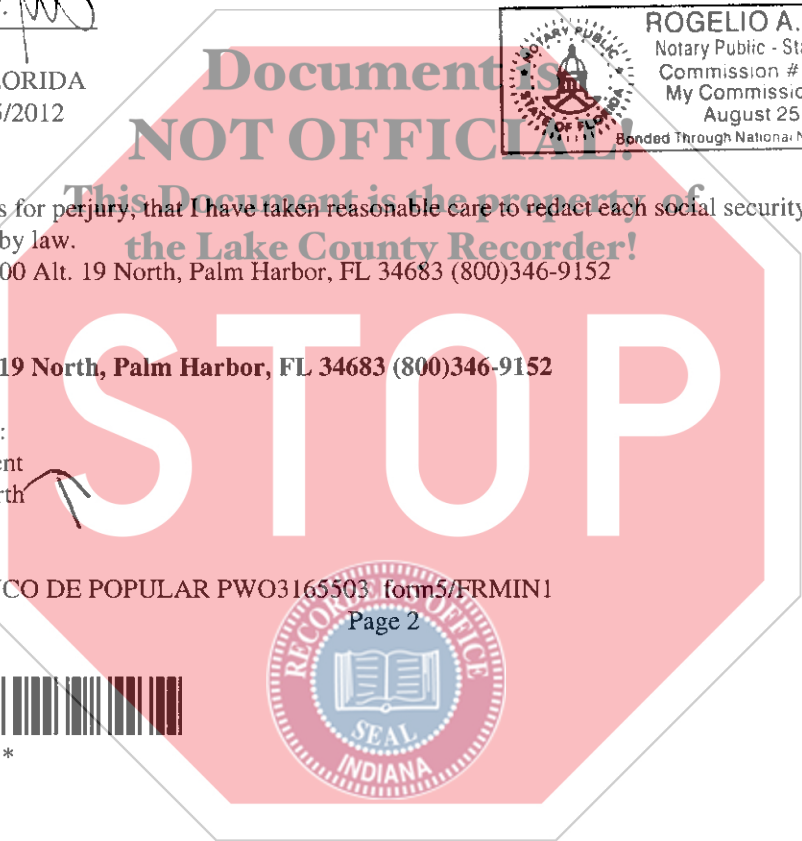 ROGELIO A.
Notary Public - Sta
Commission #
My Commissio
August 25
Bonded Through National N
NOTARY PUBLIC
STATE OF FLORIDA
LORIDA
5/2012
Document is
NOT OFFICIAL!
This Document is the property of
the Lake County Recorder!
s for perjury, that I have taken reasonable care to redact each social security
by law.
00 Alt. 19 North, Palm Harbor, FL 34683 (800)346-9152
19 North, Palm Harbor, FL 34683 (800)346-9152
STOP
:
ent
rth
CO DE POPULAR PWO3165503 form5/FRMIN1
Page 2
RECORDER'S OFFICE
SEAL
INDIANA
*